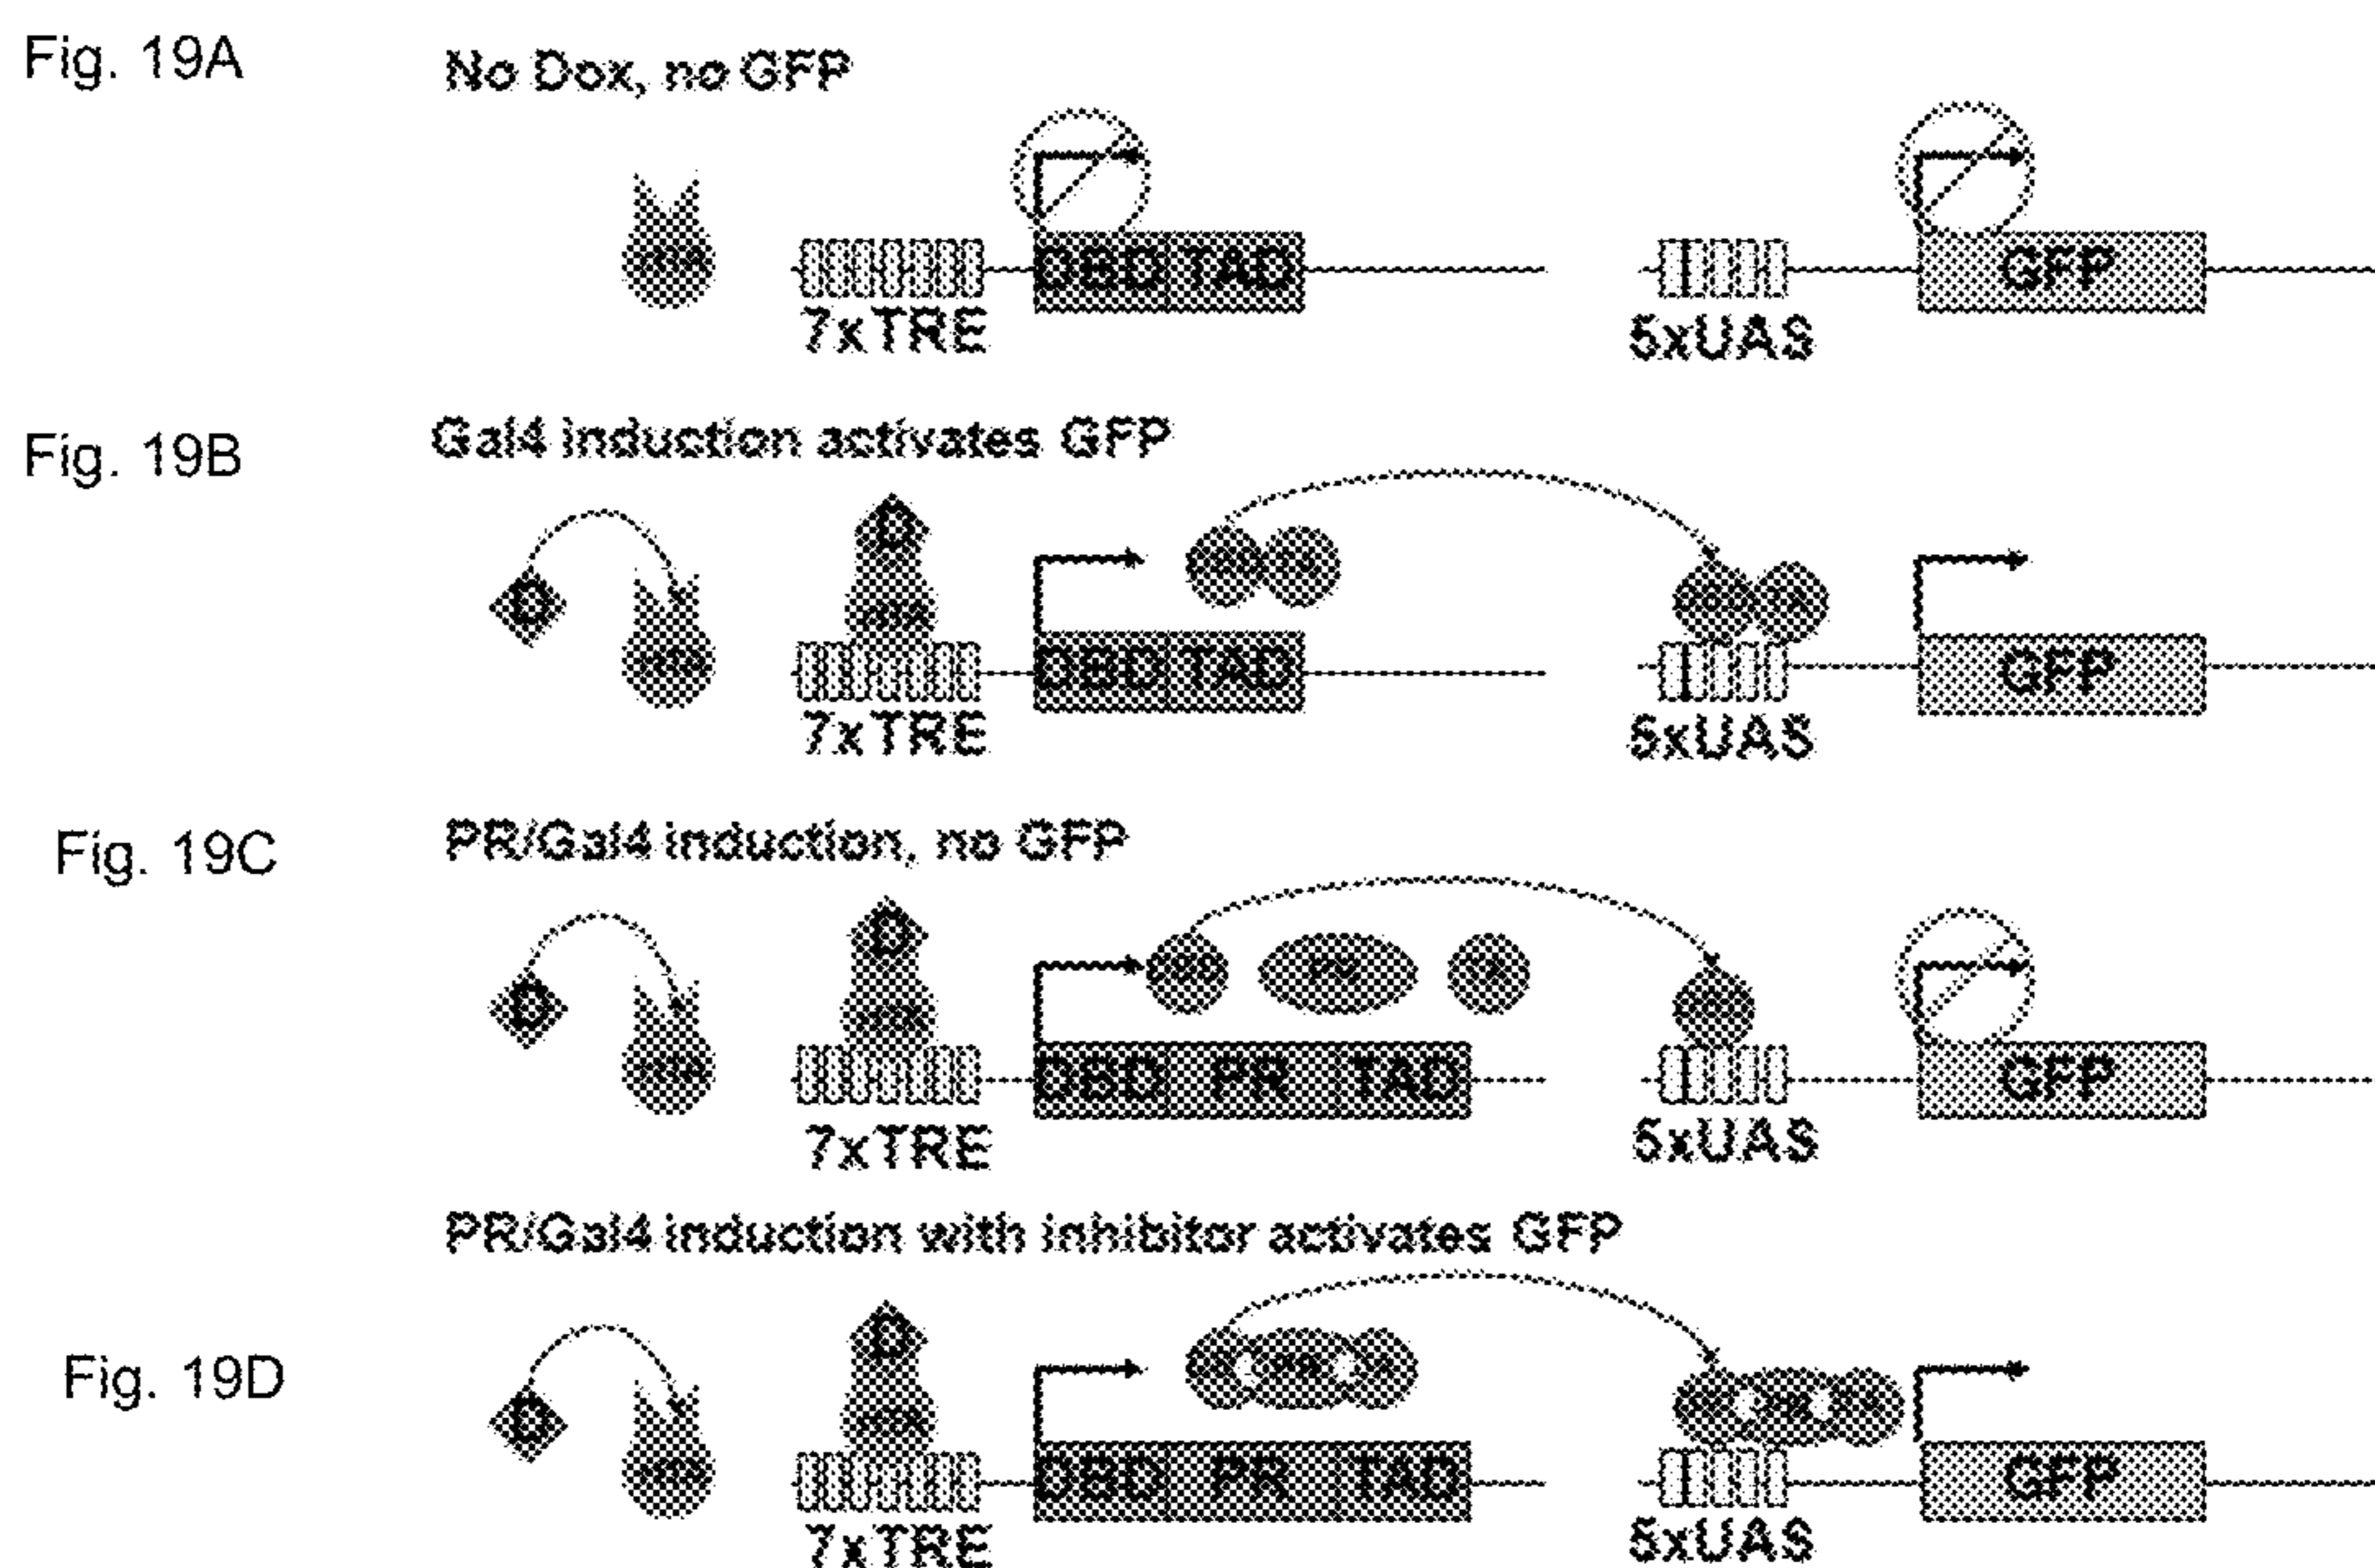 Fig. 19A
No Dox, no GFP
DBD TAD
GFP
7xTRE
5xUAS
Fig. 19B
Gal4 induction activates GFP
D
D
DBD TAD
GFP
7xTRE
5xUAS
Fig. 19C
PR/Gal4 induction, no GFP
D
D
DBD PR TAD
GFP
7xTRE
5xUAS
PR/Gal4 induction with inhibitor activates GFP
Fig. 19D
D
D
DBD PR TAD
GFP
7xTRE
5xUAS